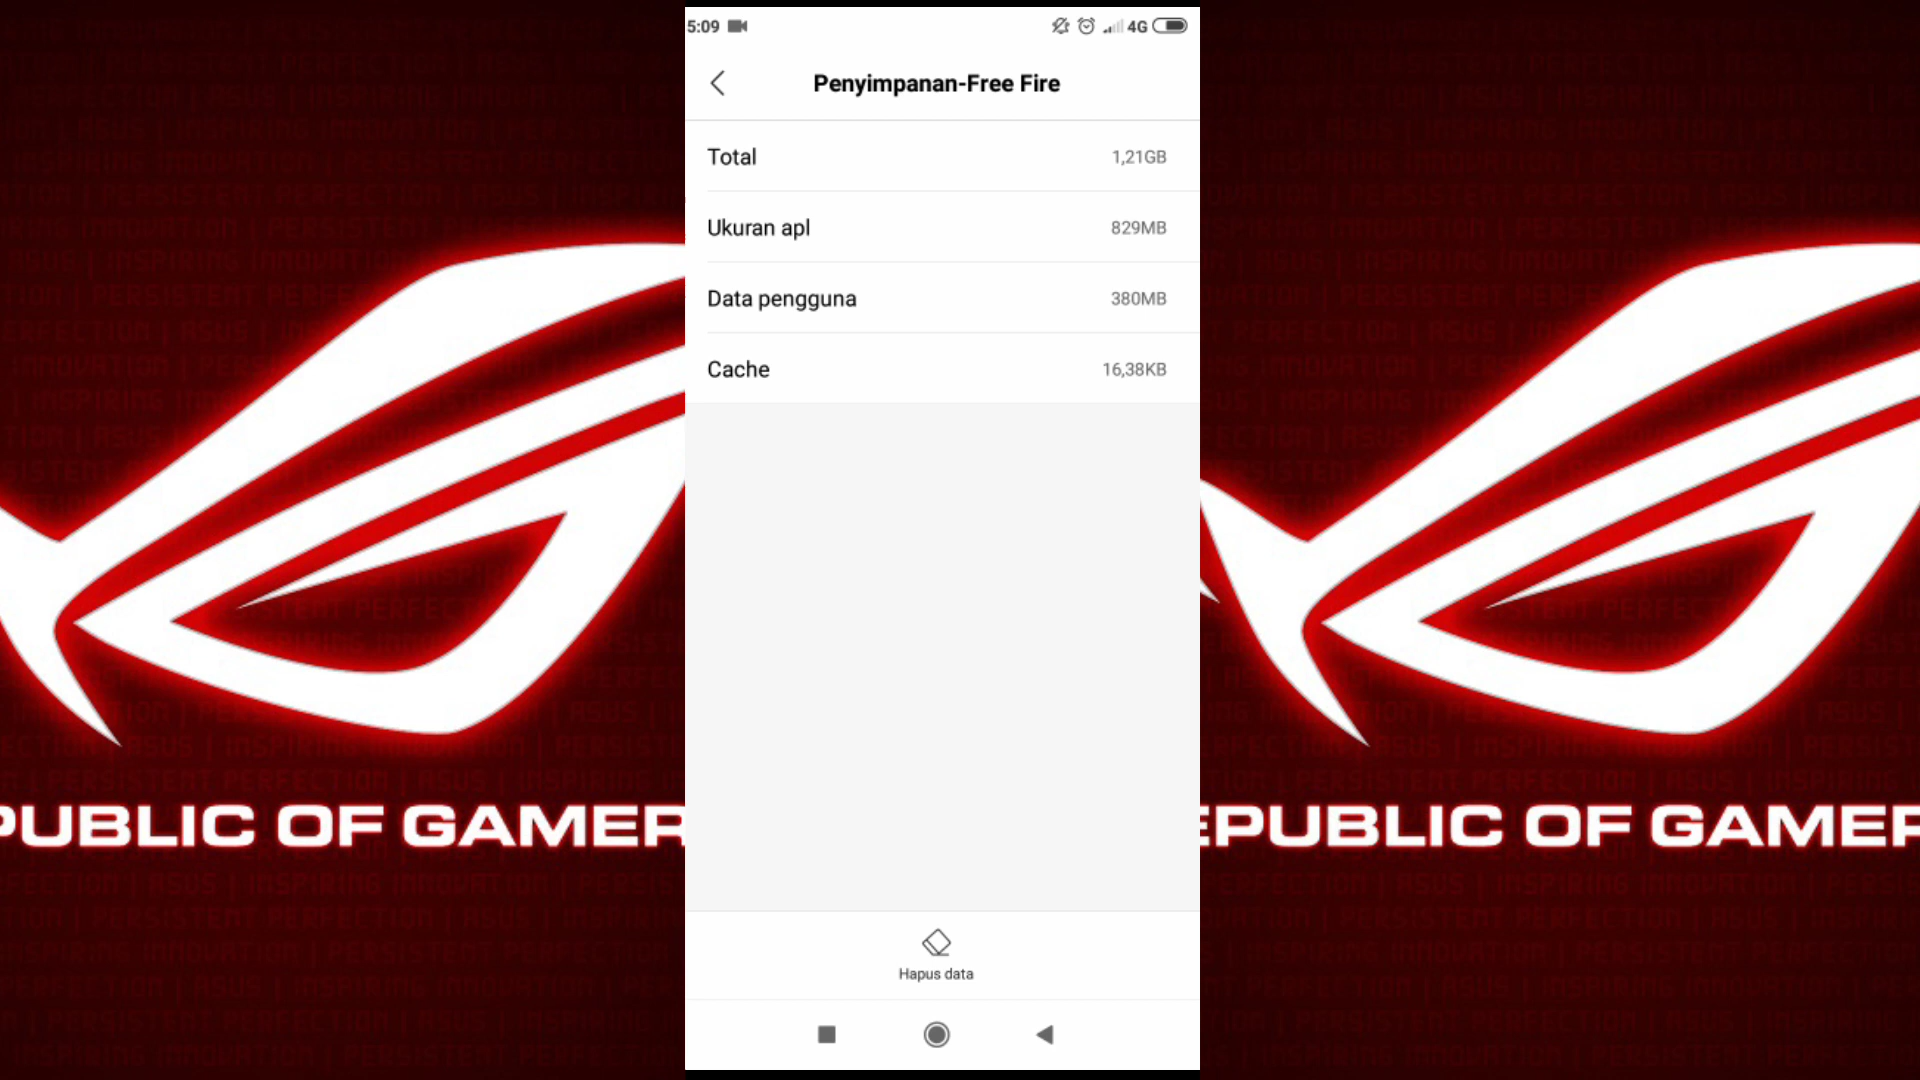 5:09
4G
Penyimpanan-Free Fire
Total 1,21GB
Ukuran apl 829MB
Data pengguna 380MB
Cache 16,38KB
PUBLIC OF GAMER
EPUBLIC OF GAMER
Hapus data